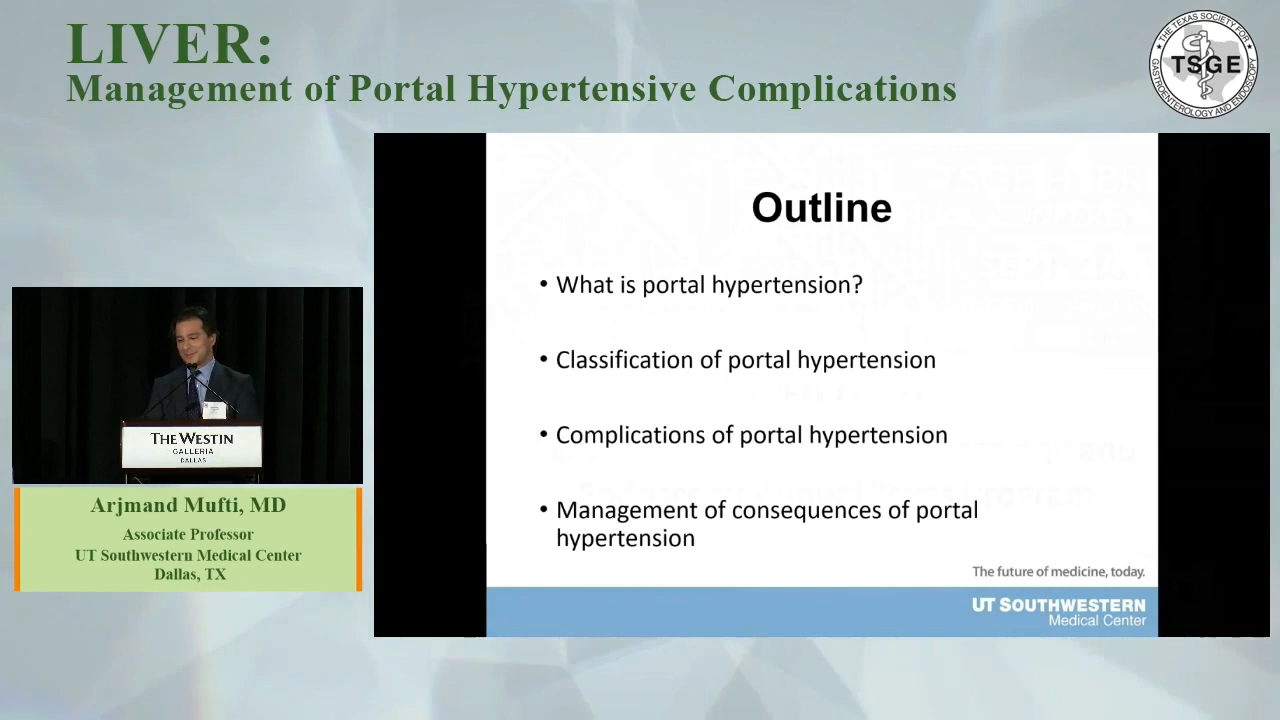 LIVER:
Management of Portal Hypertensive Complications
THE TEXAS SOCIETY FOR
TSGE
GASTROENTEROLOGY AND ENDOSCOPY
Outline
• What is portal hypertension?
• Classification of portal hypertension
• Complications of portal hypertension
• Management of consequences of portal
hypertension
The future of medicine, today.
UT SOUTHWESTERN
Medical Center
THE WESTIN
GALLERIA
DALLAS
Arjmand Mufti, MD
Associate Professor
UT Southwestern Medical Center
Dallas, TX